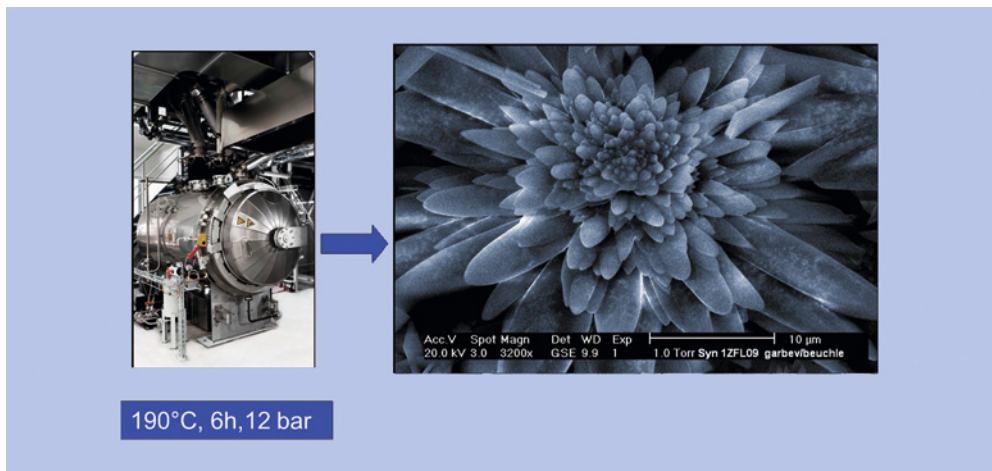 Acc.V Spot Magn Det WD Exp 10 µm
20.0 kV 3.0 3200x GSE 9.9 1 1.0 Torr Syn 1ZFL09 garbev/beuchle
190°C, 6h,12 bar